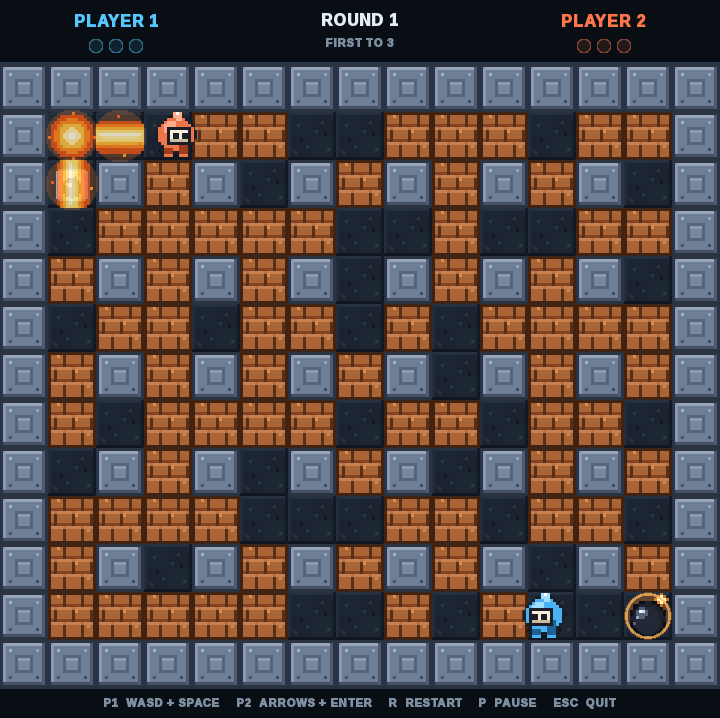 PLAYER 1
ROUND 1
PLAYER 2
FIRST TO 3
P1 WASD + SPACE P2 ARROWS + ENTER R RESTART P PAUSE ESC QUIT